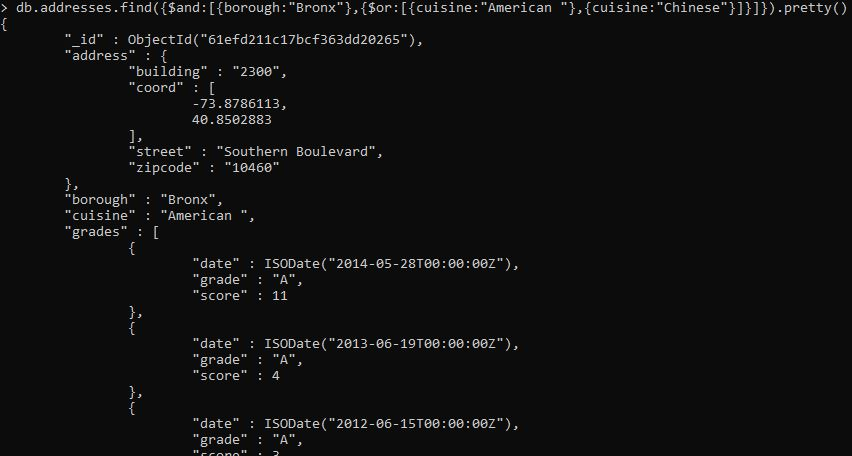 > db.addresses.find({$and:[{borough:"Bronx"},{$or:[{cuisine:"American "},{cuisine:"Chinese"}]}]}).pretty()
{
"_id" : ObjectId("61efd211c17bcf363dd20265"),
"address" : {
"building" : "2300",
"coord" : [
-73.8786113,
40.8502883
],
"street" : "Southern Boulevard",
"zipcode" : "10460"
},
"borough" : "Bronx",
"cuisine" : "American ",
"grades" : [
{
"date" : ISODate("2014-05-28T00:00:00Z"),
"grade" : "A",
"score" : 11
},
{
"date" : ISODate("2013-06-19T00:00:00Z"),
"grade" : "A",
"score" : 4
},
{
"date" : ISODate("2012-06-15T00:00:00Z"),
"grade" : "A",
"score" : 3